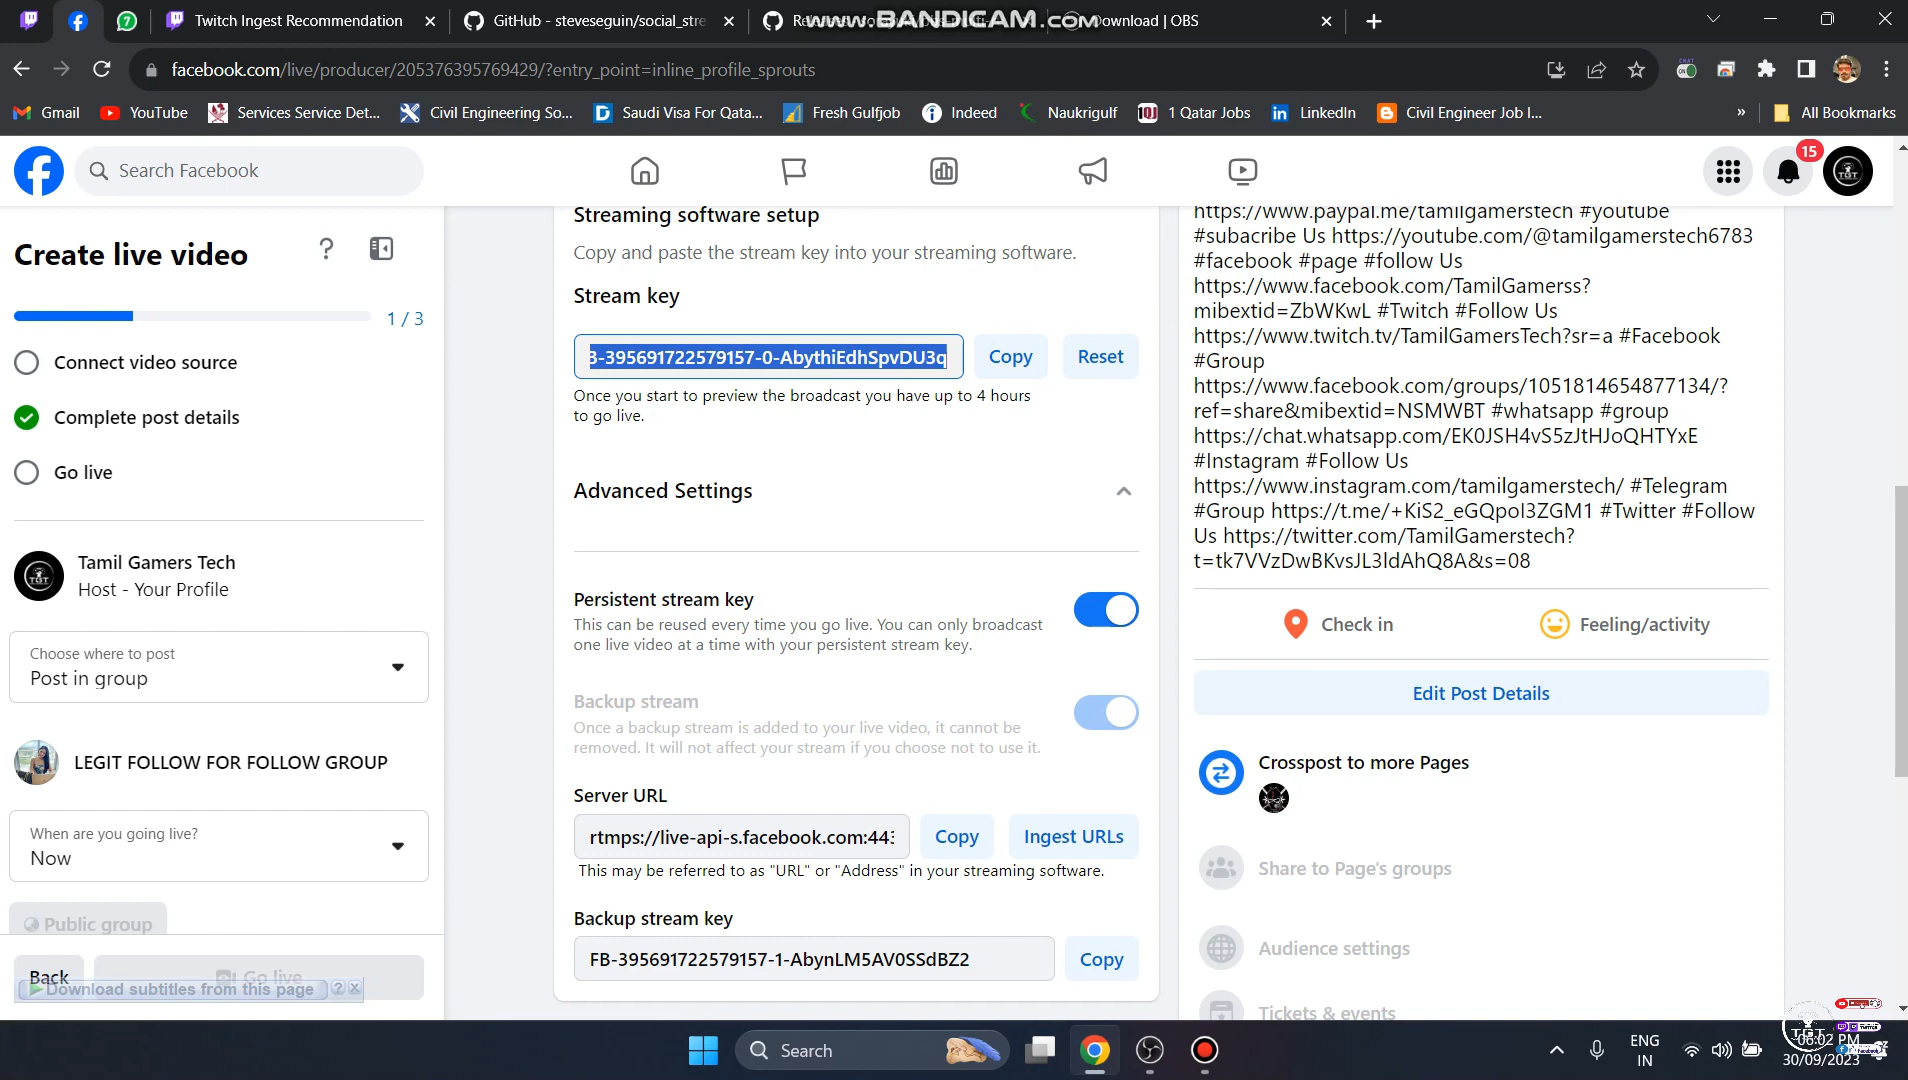 Twitch Ingest Recommendation
GitHub - steveseguin/social_stre
www.BANDICAM.com
Download | OBS
facebook.com/live/producer/205376395769429/?entry_point=inline_profile_sprouts
Gmail
YouTube
Services Service Det...
Civil Engineering So...
Saudi Visa For Qata...
Fresh Gulfjob
Indeed
Naukrigulf
1 Qatar Jobs
LinkedIn
Civil Engineer Job I...
»
All Bookmarks
Search Facebook
15
Create live video
1 / 3
Connect video source
Complete post details
Go live
Tamil Gamers Tech
Host - Your Profile
Choose where to post
Post in group
LEGIT FOLLOW FOR FOLLOW GROUP
When are you going live?
Now
Public group
Back
Go live
Download subtitles from this page
Streaming software setup
Copy and paste the stream key into your streaming software.
Stream key
3-395691722579157-0-AbythiEdhSpvDU3q
Copy
Reset
Once you start to preview the broadcast you have up to 4 hours
to go live.
Advanced Settings
Persistent stream key
This can be reused every time you go live. You can only broadcast
one live video at a time with your persistent stream key.
Backup stream
Once a backup stream is added to your live video, it cannot be
removed. It will not affect your stream if you choose not to use it.
Server URL
rtmps://live-api-s.facebook.com:443
Copy
Ingest URLs
This may be referred to as "URL" or "Address" in your streaming software.
Backup stream key
FB-395691722579157-1-AbynLM5AV0SSdBZ2
Copy
https://www.paypal.me/tamilgamerstech #youtube
#subacribe Us https://youtube.com/@tamilgamerstech6783
#facebook #page #follow Us
https://www.facebook.com/TamilGamerss?
mibextid=ZbWKwL #Twitch #Follow Us
https://www.twitch.tv/TamilGamersTech?sr=a #Facebook
#Group
https://www.facebook.com/groups/1051814654877134/?
ref=share&mibextid=NSMWBT #whatsapp #group
https://chat.whatsapp.com/EK0JSH4vS5zJtHJoQHTYxE
#Instagram #Follow Us
https://www.instagram.com/tamilgamerstech/ #Telegram
#Group https://t.me/+KiS2_eGQpoI3ZGM1 #Twitter #Follow
Us https://twitter.com/TamilGamerstech?
t=tk7VVzDwBKvsJL3ldAhQ8A&s=08
Check in
Feeling/activity
Edit Post Details
Crosspost to more Pages
Share to Page's groups
Audience settings
Tickets & events
Search
ENG
IN
06:02 PM
30/09/2023
TGT